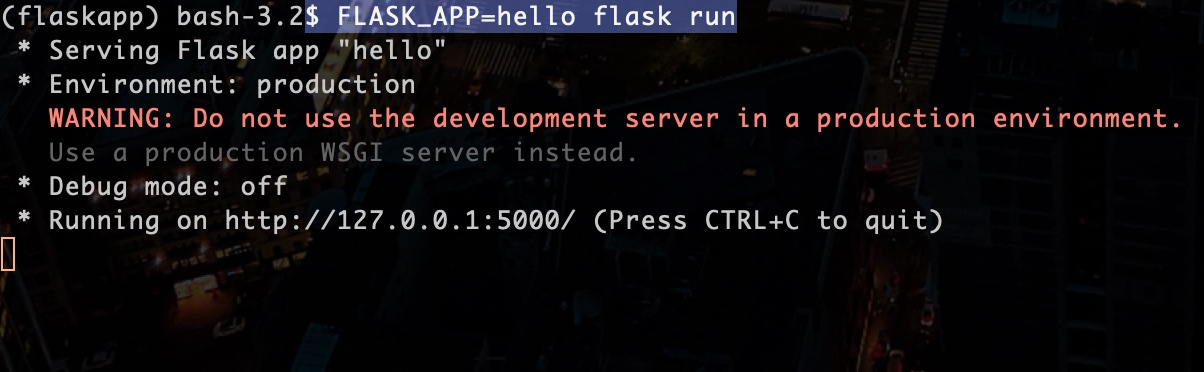 (flaskapp) bash-3.2$ FLASK_APP=hello flask run
* Serving Flask app "hello"
* Environment: production
WARNING: Do not use the development server in a production environment.
Use a production WSGI server instead.
* Debug mode: off
* Running on http://127.0.0.1:5000/ (Press CTRL+C to quit)